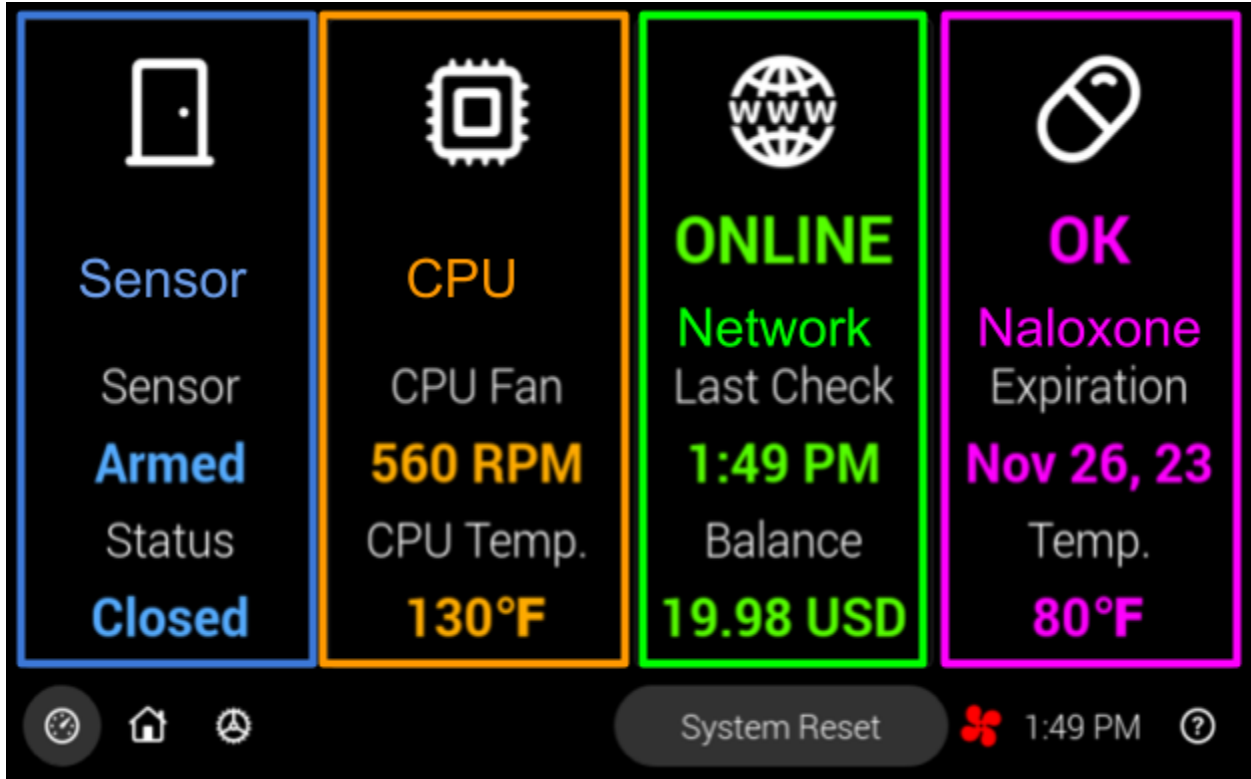 WWW
ONLINE
OK
Sensor
CPU
Network
Naloxone
Sensor
CPU Fan
Last Check
Expiration
Armed
560 RPM
1:49 PM
Nov 26, 23
Status
CPU Temp.
Balance
Temp.
Closed
130°F
19.98 USD
80°F
System Reset
1:49 PM
?